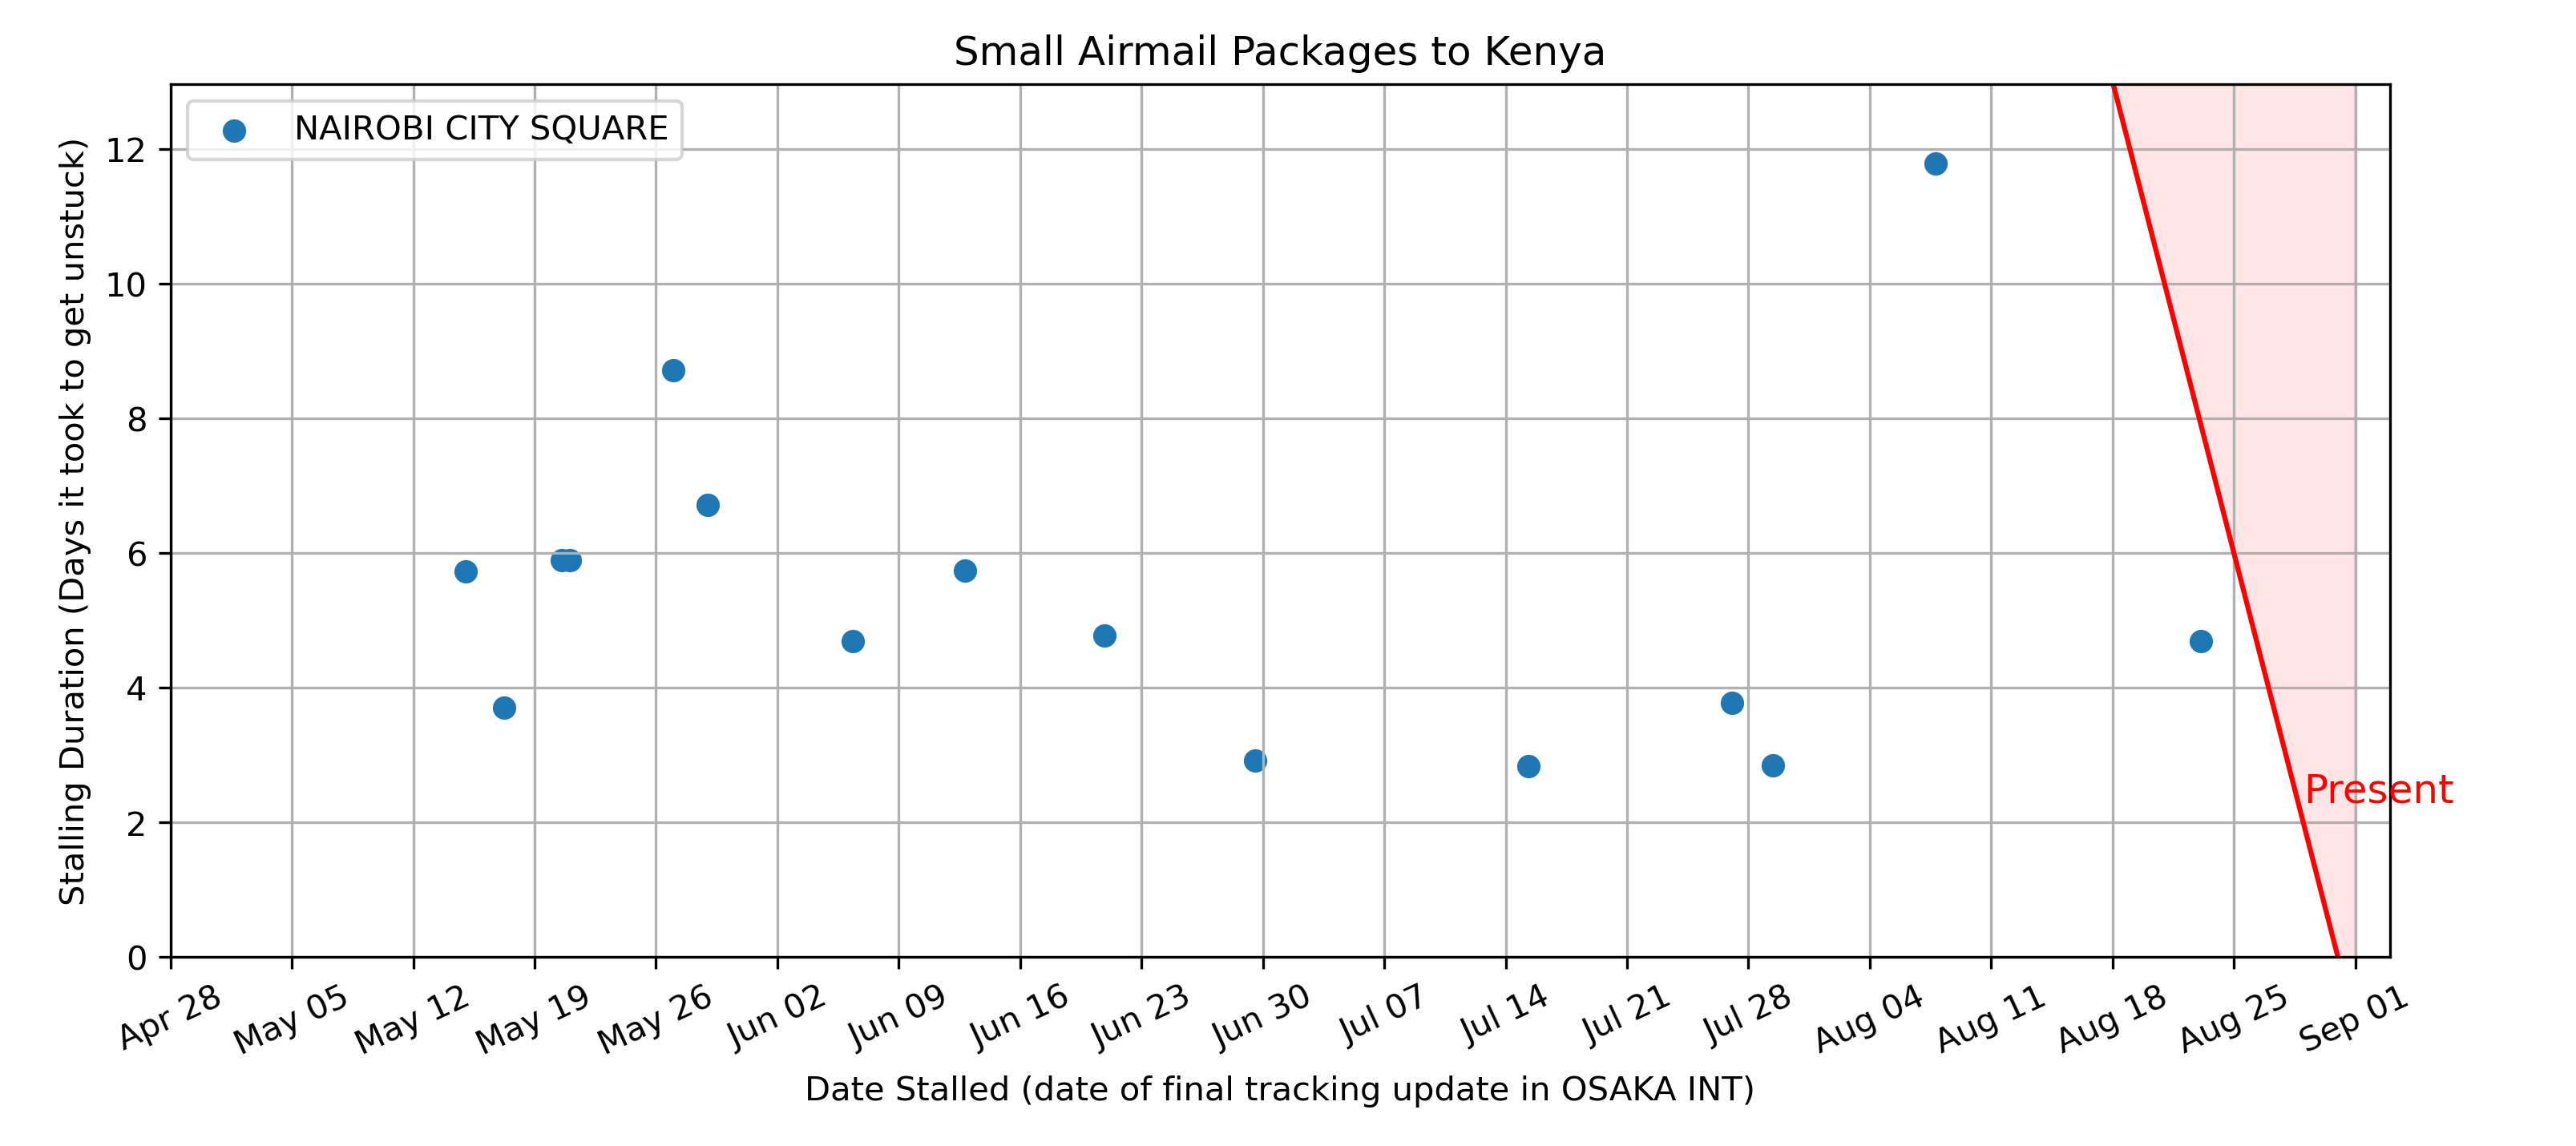 Small Airmail Packages to Kenya
NAIROBI CITY SQUARE
Stalling Duration (Days it took to get unstuck)
12
10
8
6
4
2
0
Present
Apr 28
May 05
May 12
May 19
May 26
Jun 02
Jun 09
Jun 16
Jun 23
Jun 30
Jul 07
Jul 14
Jul 21
Jul 28
Aug 04
Aug 11
Aug 18
Aug 25
Sep 01
Date Stalled (date of final tracking update in OSAKA INT)